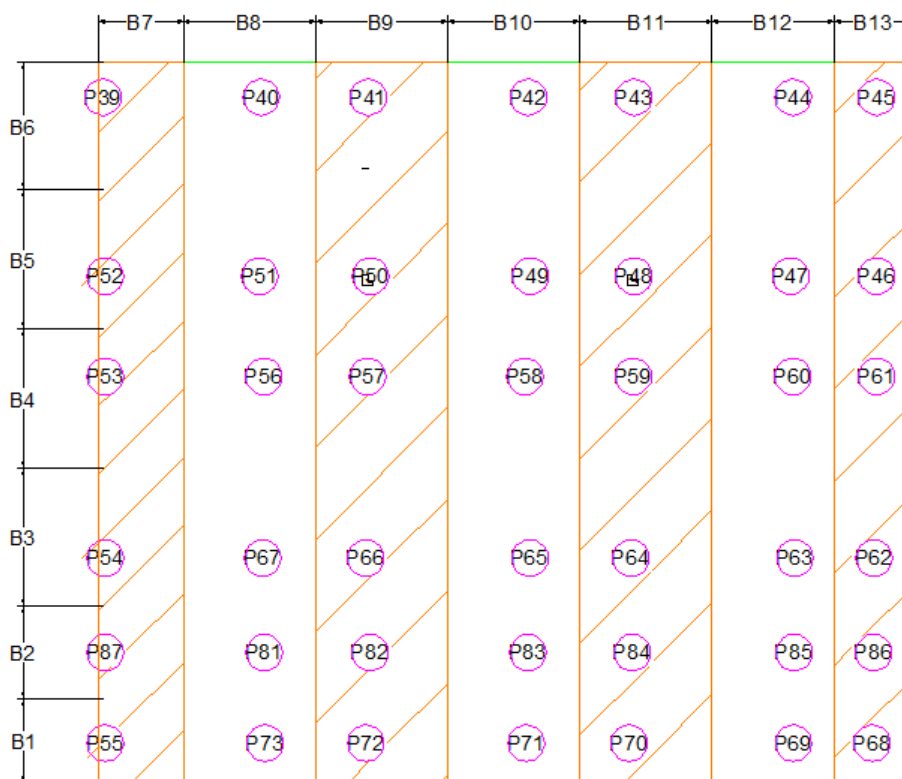 B7 B8 B9 B10 B11 B12 B13
B6
P39 P40 P41 P42 P43 P44 P45
B5
P52 P51 P50 P49 P48 P47 P46
B4
P53 P56 P57 P58 P59 P60 P61
B3
P54 P67 P66 P65 P64 P63 P62
B2
P87 P81 P82 P83 P84 P85 P86
B1
P55 P73 P72 P71 P70 P69 P68